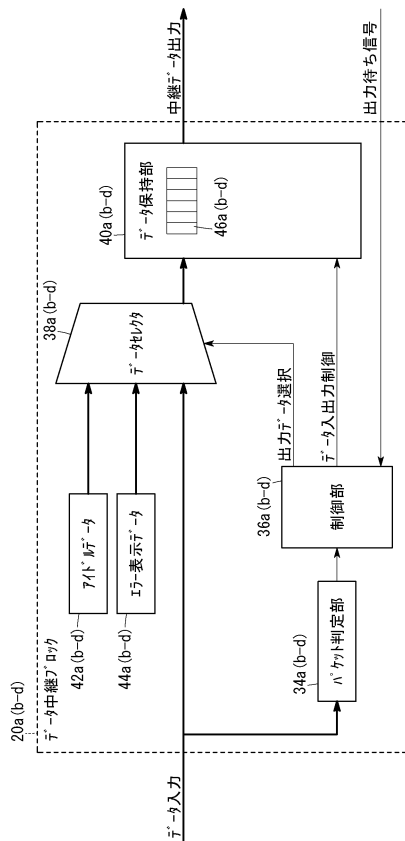 20a(b-d)
データ中継ブロック
データ入力
42a(b-d)
アイドルデータ
44a(b-d)
エラー表示データ
34a(b-d)
パケット判定部
36a(b-d)
制御部
出力データ選択
データ入出力制御
38a(b-d)
データセレクタ
40a(b-d)
データ保持部
46a(b-d)
中継データ出力
出力待ち信号